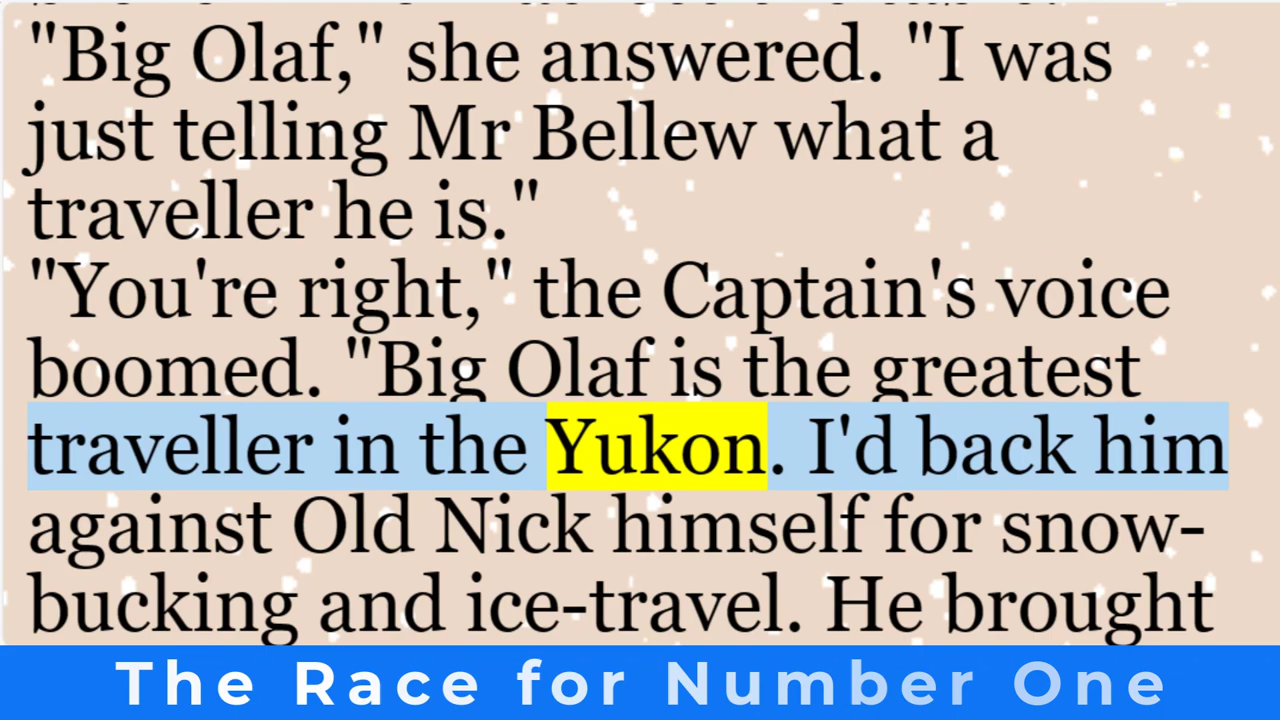 "Big Olaf," she answered. "I was
just telling Mr Bellew what a
traveller he is."
"You're right," the Captain's voice
boomed. "Big Olaf is the greatest
traveller in the Yukon. I'd back him
against Old Nick himself for snow-
bucking and ice-travel. He brought
The Race for Number One